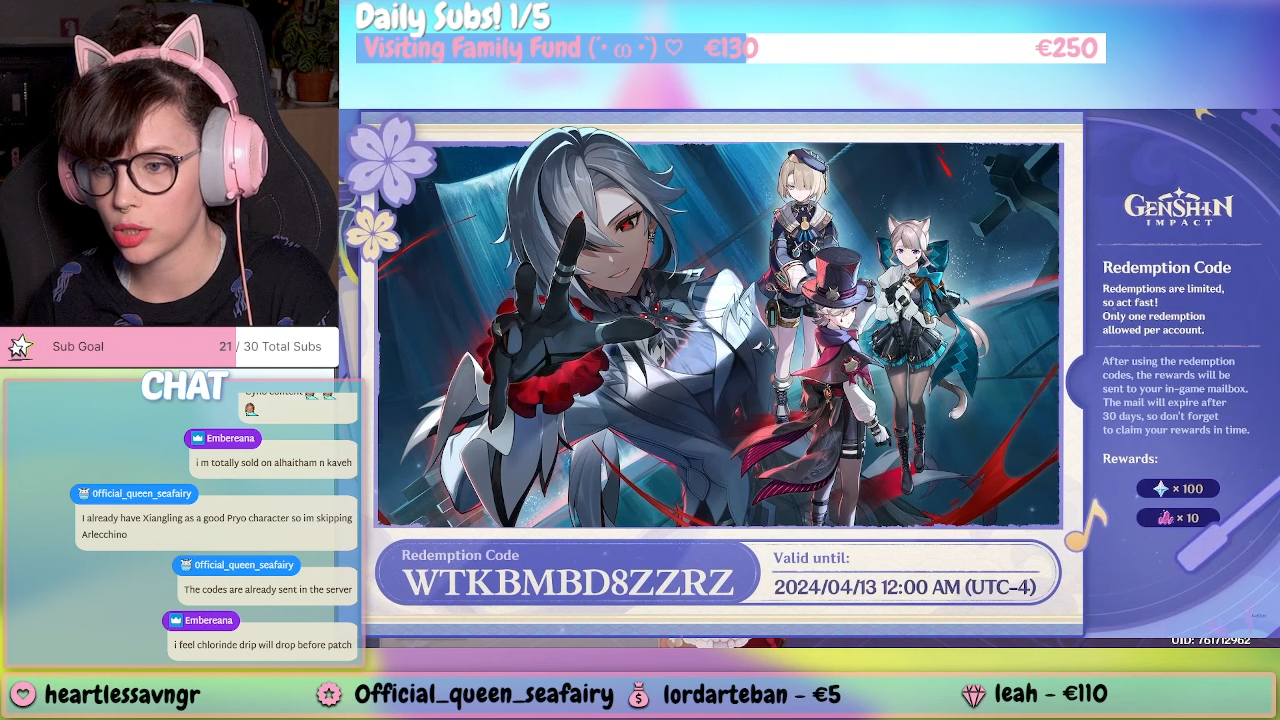 Daily Subs! 1/5
Visiting Family Fund (´• ω •`) ♡ €130
€250
Sub Goal
21 / 30 Total Subs
CHAT
Embereana
i m totally sold on alhaitham n kaveh
Official_queen_seafairy
I already have Xiangling as a good Pryo character so im skipping
Arlecchino
Official_queen_seafairy
The codes are already sent in the server
Embereana
i feel chlorinde drip will drop before patch
GENSHIN
IMPACT
Redemption Code
Redemptions are limited,
so act fast!
Only one redemption
allowed per account.
After using the redemption
codes, the rewards will be
sent to your in-game mailbox.
The mail will expire after
30 days, so don't forget
to claim your rewards in time.
Rewards:
× 100
× 10
Redemption Code
WTKBMBD8ZZRZ
Valid until:
2024/04/13 12:00 AM (UTC-4)
UID: 761712962
heartlessavngr
Official_queen_seafairy
lordarteban - €5
leah - €110